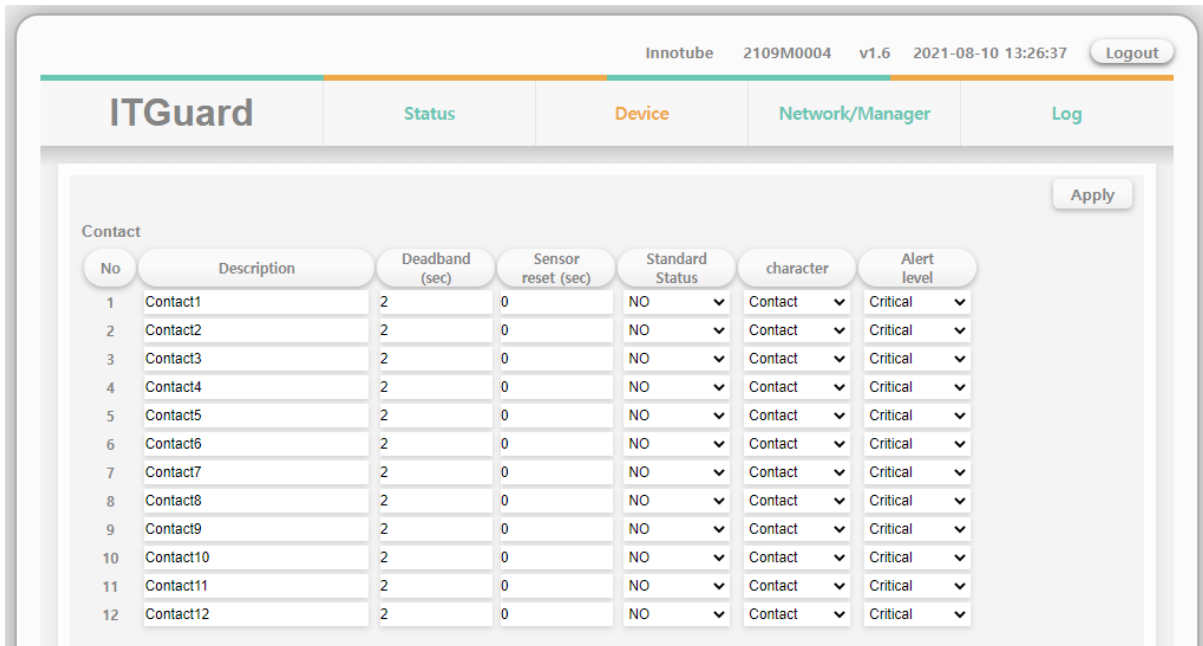 Innotube 2109M0004 v1.6 2021-08-10 13:26:37 Logout
ITGuard Status Device Network/Manager Log
Apply
Contact
No Description Deadband (sec) Sensor reset (sec) Standard Status character Alert level
1 Contact1 2 0 NO Contact Critical
2 Contact2 2 0 NO Contact Critical
3 Contact3 2 0 NO Contact Critical
4 Contact4 2 0 NO Contact Critical
5 Contact5 2 0 NO Contact Critical
6 Contact6 2 0 NO Contact Critical
7 Contact7 2 0 NO Contact Critical
8 Contact8 2 0 NO Contact Critical
9 Contact9 2 0 NO Contact Critical
10 Contact10 2 0 NO Contact Critical
11 Contact11 2 0 NO Contact Critical
12 Contact12 2 0 NO Contact Critical